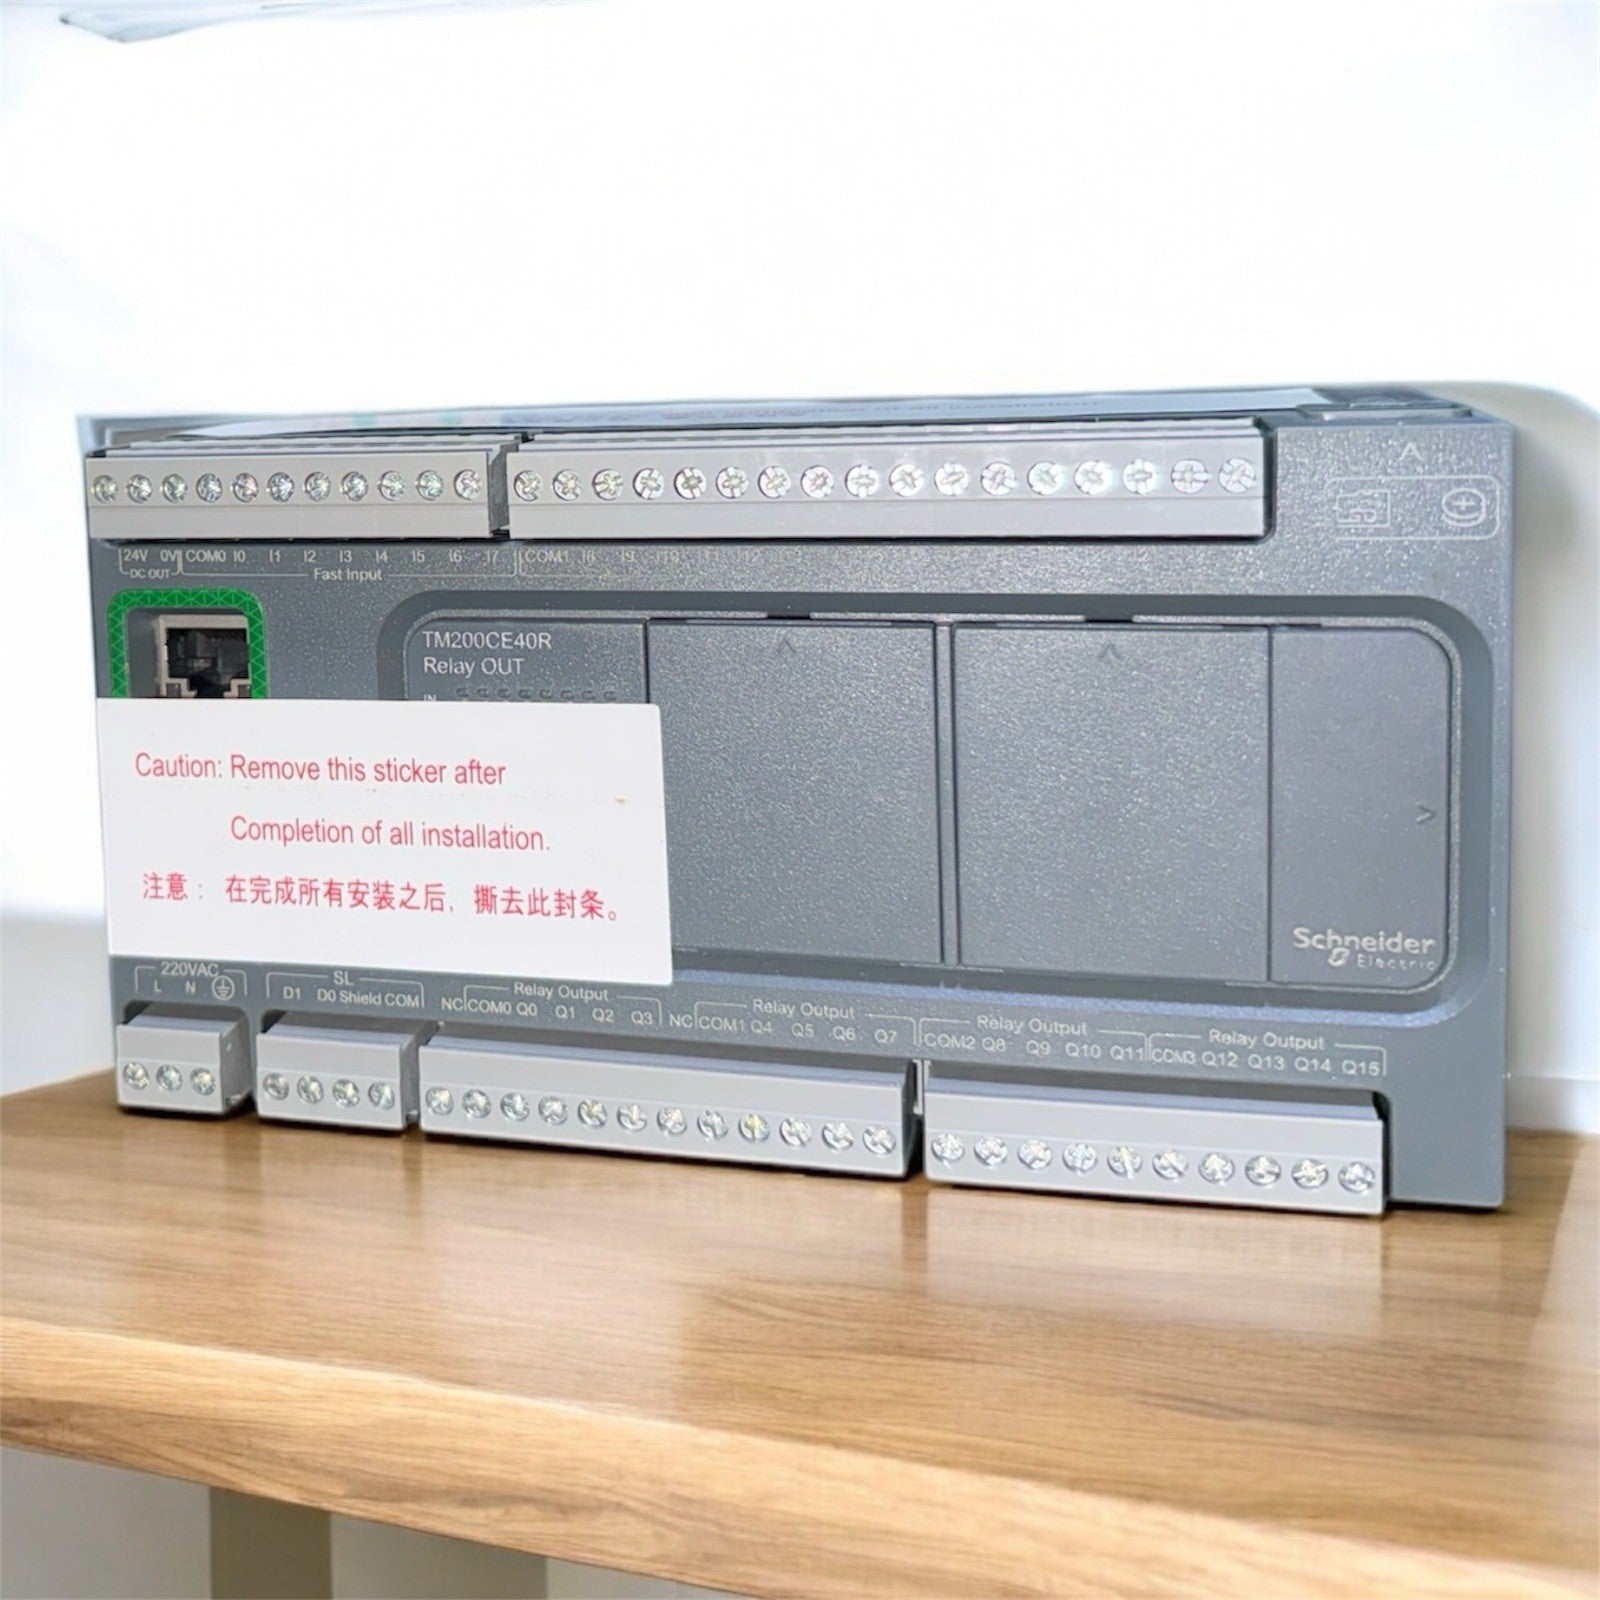 24V 0V COM0 I0 I1 I2 I3 I4 I5 I6 I7 COM1 I8 I9 I10
DC OUT Fast Input
TM200CE40R
Relay OUT
IN
Caution: Remove this sticker after
Completion of all installation.
注意： 在完成所有安装之后，撕去此封条。
Schneider
Electric
220VAC SL Relay Output Relay Output Relay Output Relay Output
L N D1 D0 Shield COM NC COM0 Q0 Q1 Q2 Q3 NC COM1 Q4 Q5 Q6 Q7 COM2 Q8 Q9 Q10 Q11 COM3 Q12 Q13 Q14 Q15